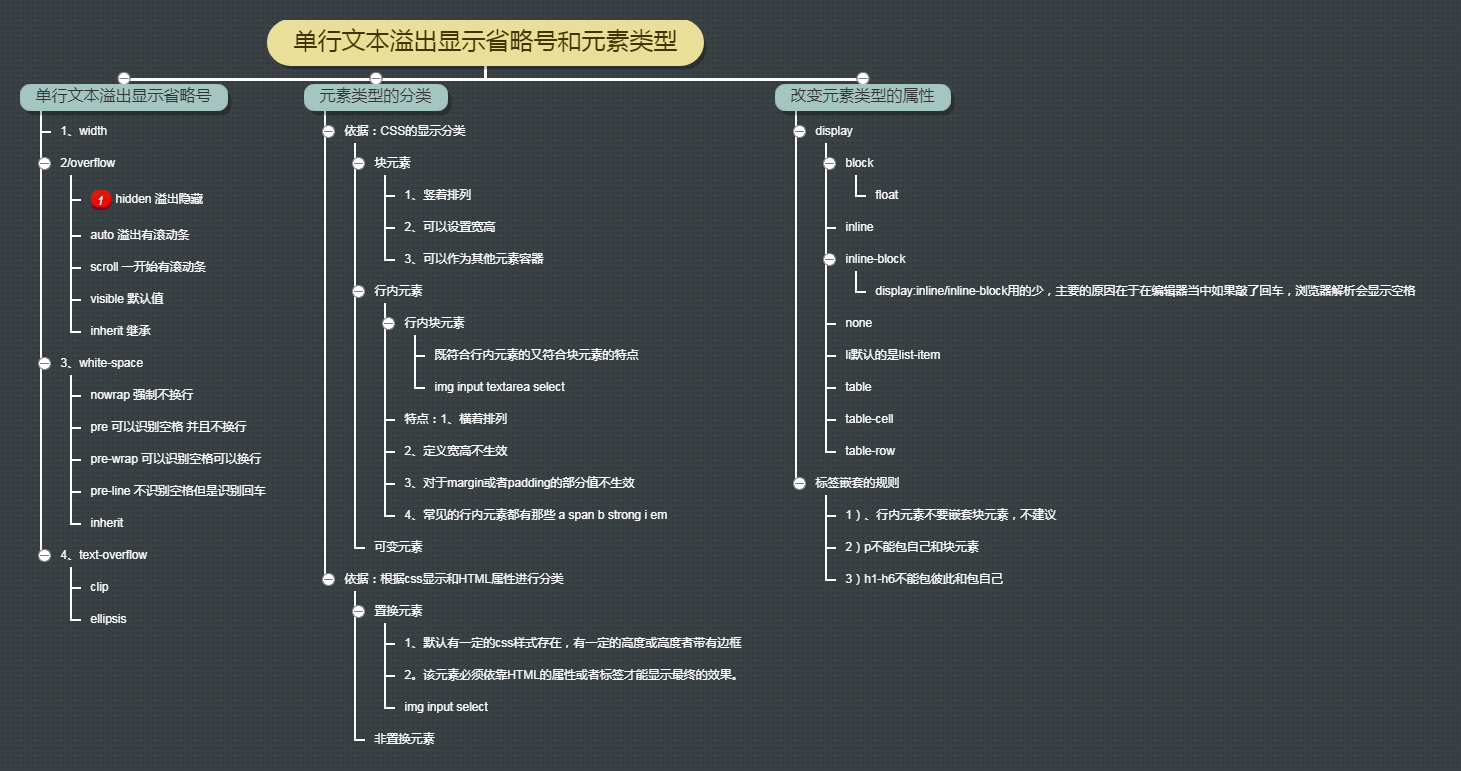 单行文本溢出显示省略号和元素类型
单行文本溢出显示省略号
1、width
2/overflow
1 hidden 溢出隐藏
auto 溢出有滚动条
scroll 一开始有滚动条
visible 默认值
inherit 继承
3、white-space
nowrap 强制不换行
pre 可以识别空格 并且不换行
pre-wrap 可以识别空格可以换行
pre-line 不识别空格但是识别回车
inherit
4、text-overflow
clip
ellipsis
元素类型的分类
依据：CSS的显示分类
块元素
1、竖着排列
2、可以设置宽高
3、可以作为其他元素容器
行内元素
行内块元素
既符合行内元素的又符合块元素的特点
img input textarea select
特点：1、横着排列
2、定义宽高不生效
3、对于margin或者padding的部分值不生效
4、常见的行内元素都有那些 a span b strong i em
可变元素
依据：根据css显示和HTML属性进行分类
置换元素
1、默认有一定的css样式存在，有一定的高度或高度者带有边框
2。该元素必须依靠HTML的属性或者标签才能显示最终的效果。
img input select
非置换元素
改变元素类型的属性
display
block
float
inline
inline-block
display:inline/inline-block用的少，主要的原因在于在编辑器当中如果敲了回车，浏览器解析会显示空格
none
li默认的是list-item
table
table-cell
table-row
标签嵌套的规则
1）、行内元素不要嵌套块元素，不建议
2）p不能包自己和块元素
3）h1-h6不能包彼此和包自己